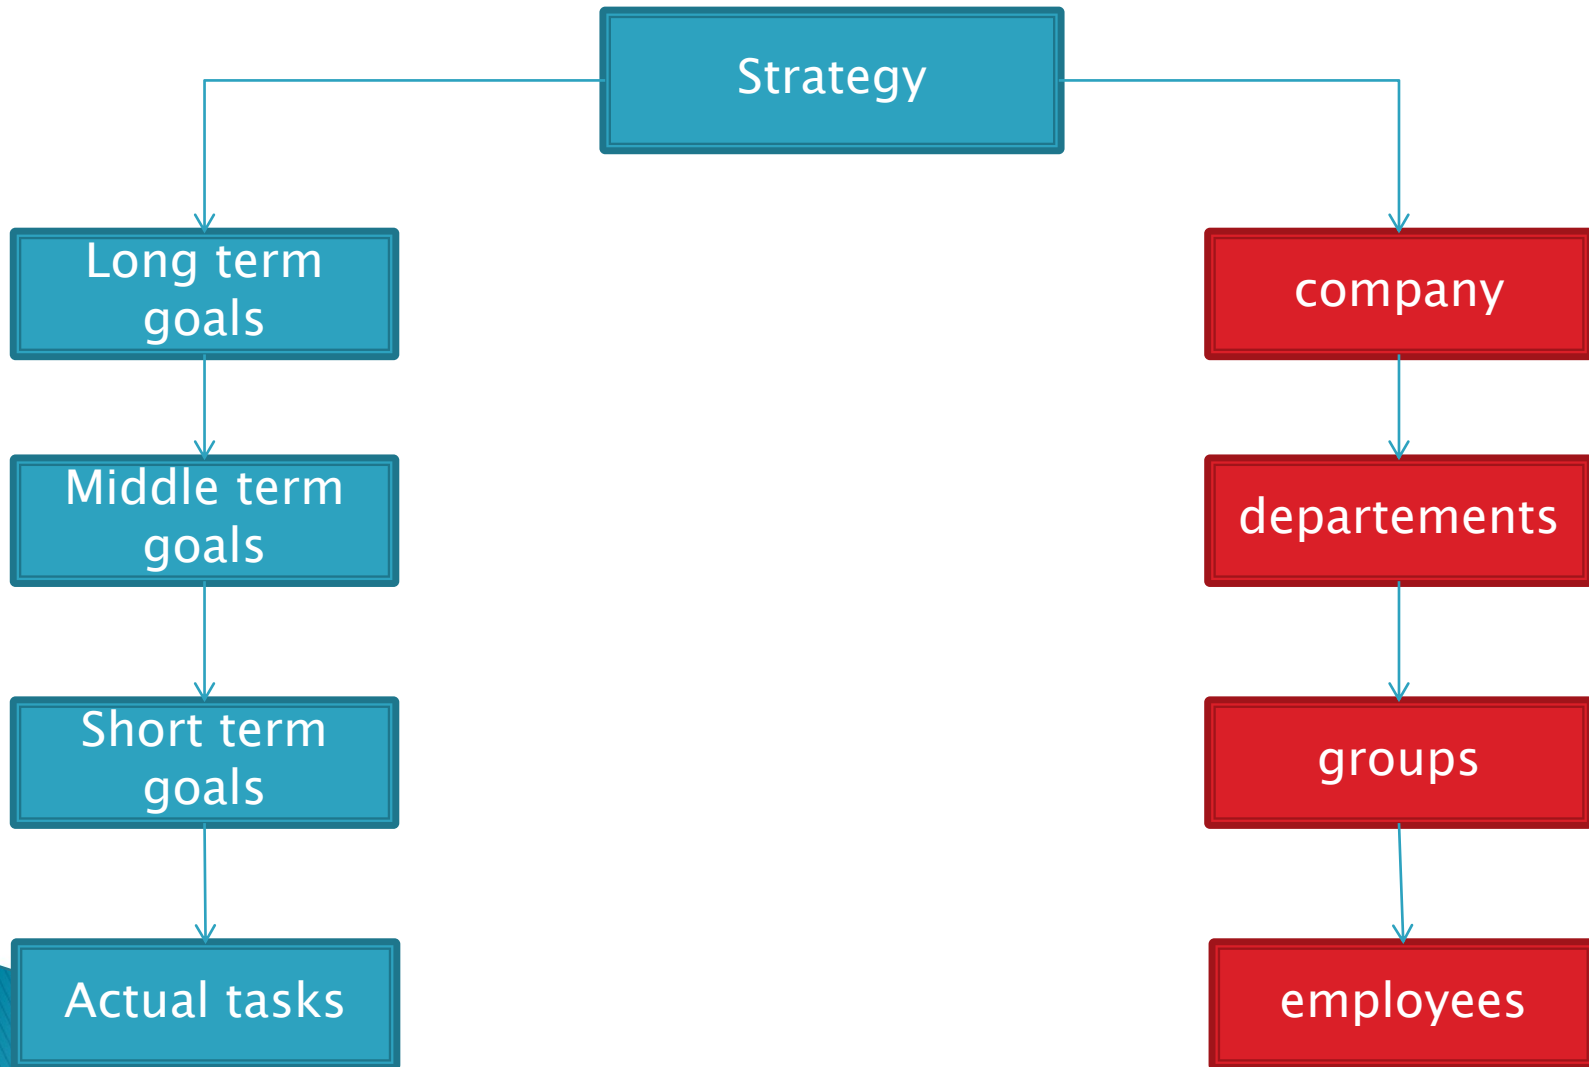 Strategy
Long term
goals
company
Middle term
goals
departements
Short term
goals
groups
Actual tasks
employees